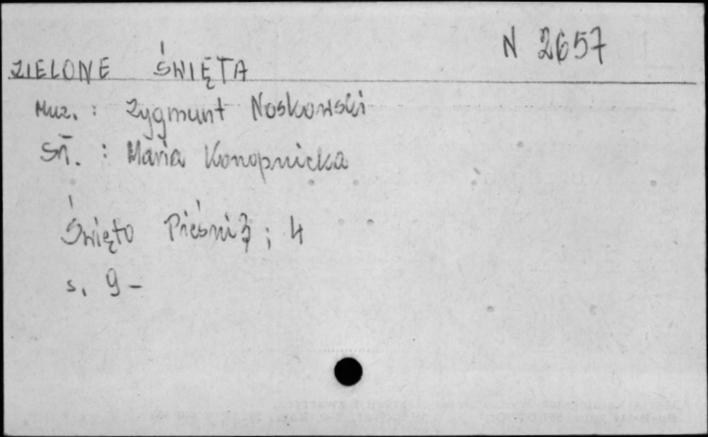 N 2657
ZIELONE ŚWIĘTA
Muz. : Zygmunt Noskowski
Sł. : Maria Konopnicka
Święto Pieśni ; 4
s. 9 -